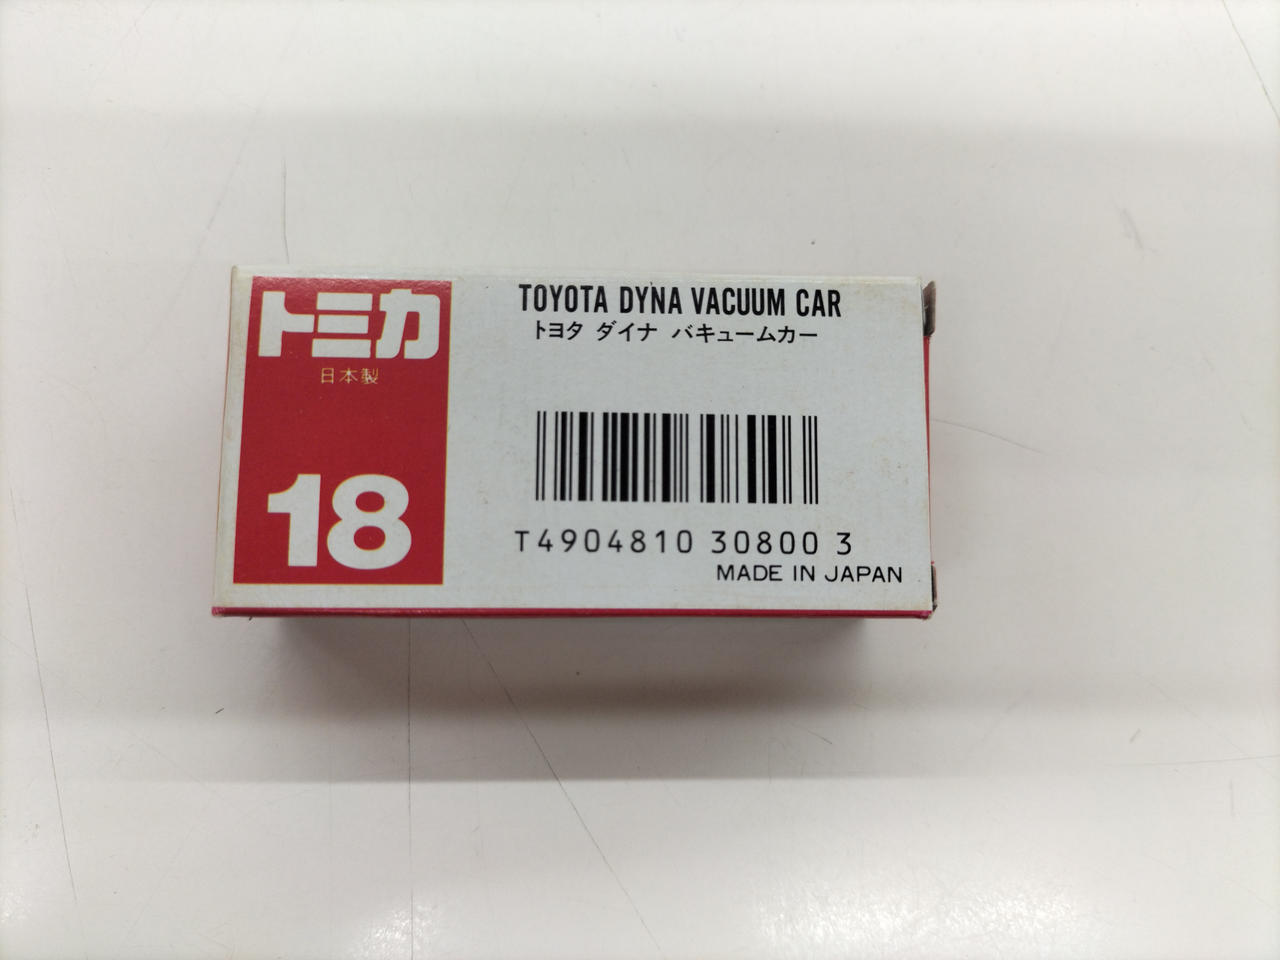 トミカ
日本製
18
TOYOTA DYNA VACUUM CAR
トヨタ ダイナ バキュームカー
T4904810 30800 3
MADE IN JAPAN